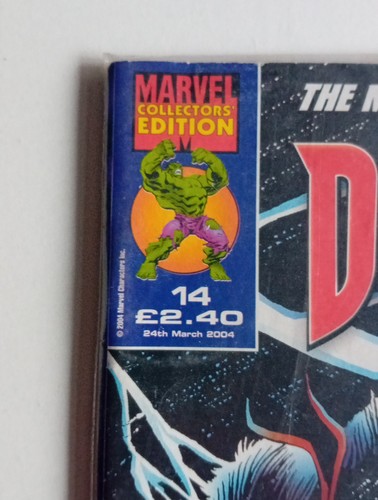 MARVEL
COLLECTORS'
EDITION
M
THE
D
14
£2.40
24th March 2004
© 2004 Marvel Characters Inc.